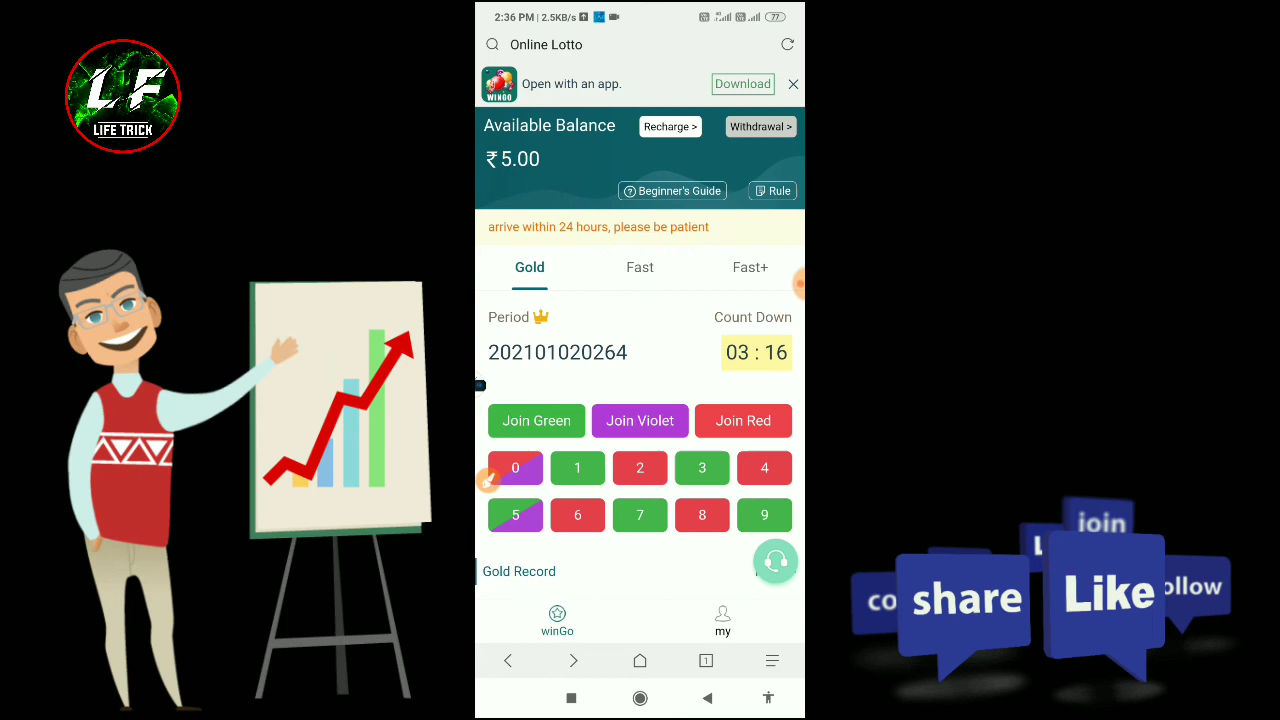 LF
LIFE TRICK
2:36 PM | 2.5KB/s
77
Online Lotto
WINGO
Open with an app.
Download
Available Balance
Recharge >
Withdrawal >
₹5.00
Beginner's Guide
Rule
arrive within 24 hours, please be patient
Gold
Fast
Fast+
Period
Count Down
202101020264
03 : 16
Join Green
Join Violet
Join Red
0
1
2
3
4
5
6
7
8
9
Gold Record
winGo
my
1
join
L
co
share
Like
ollow